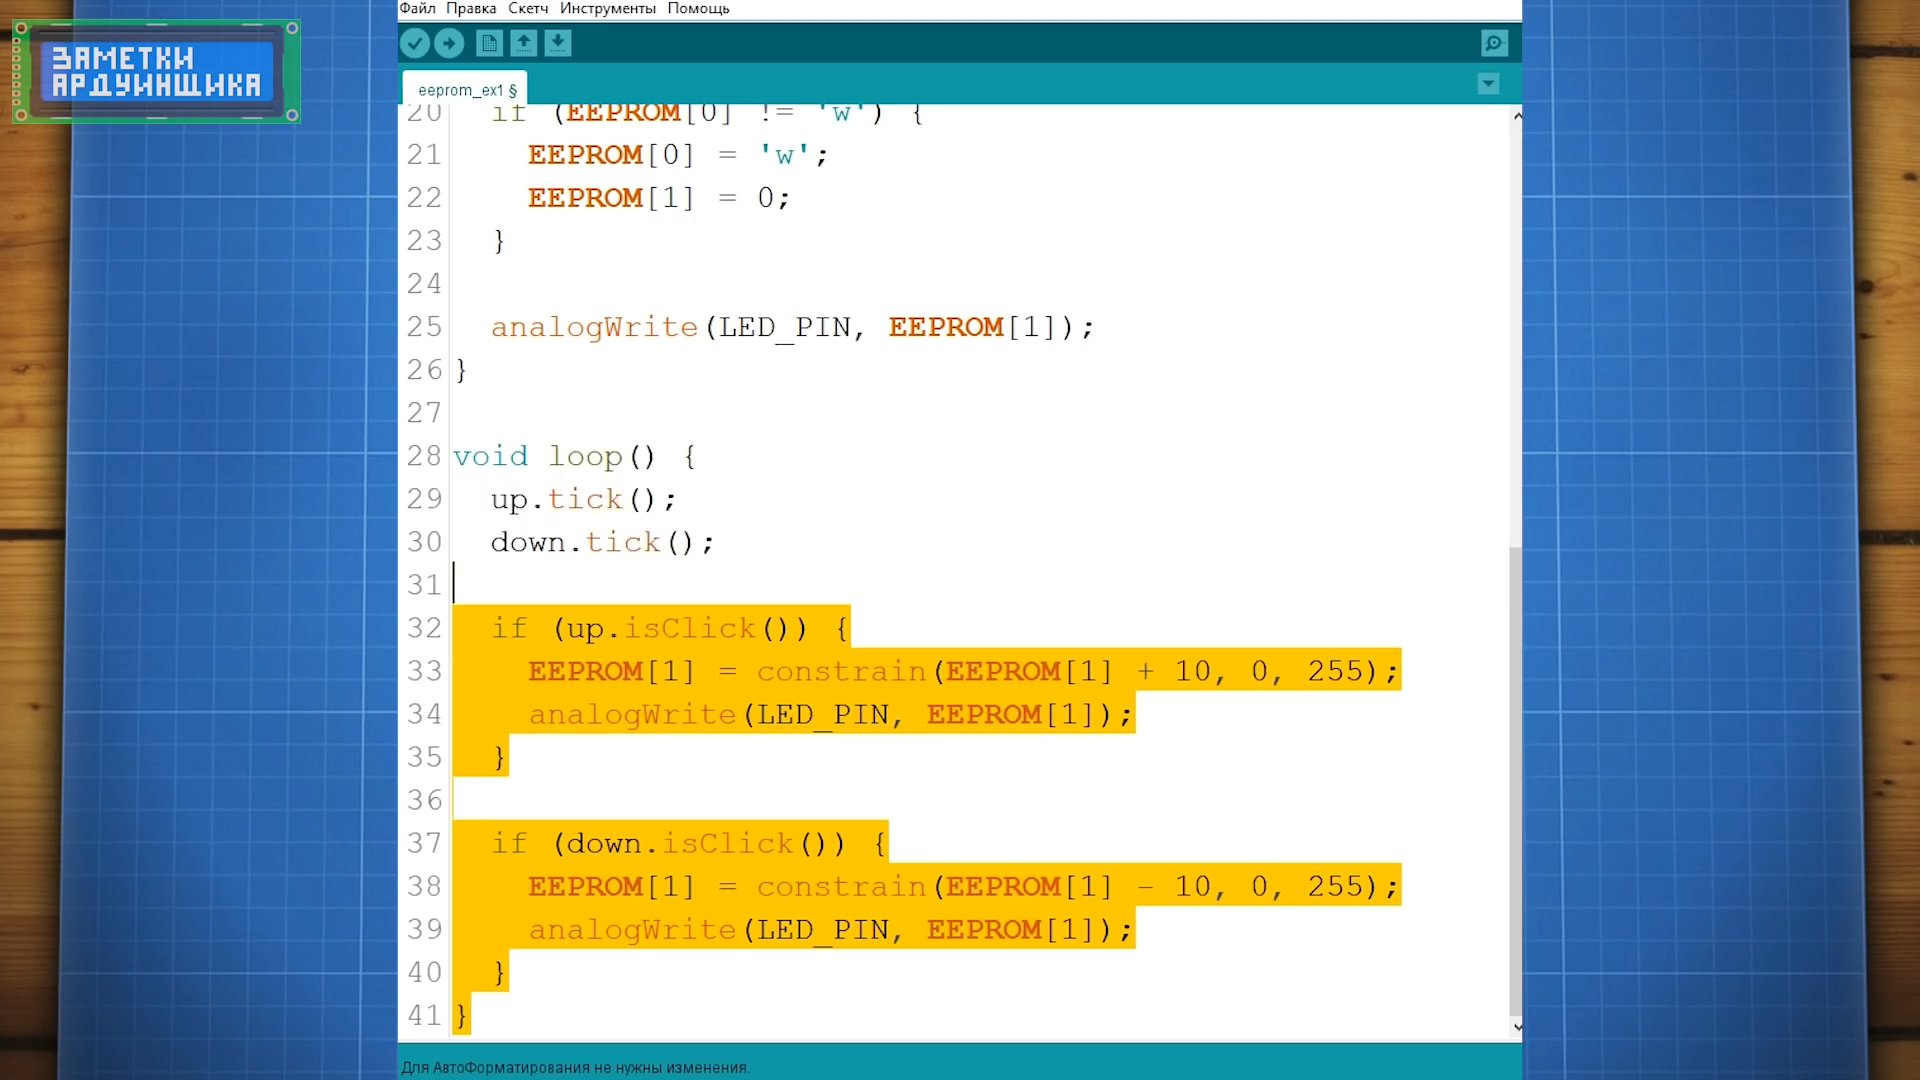 ЗАМЕТКИ
АРДУИНЩИКА
Файл Правка Скетч Инструменты Помощь
eeprom_ex1 §
20 if (EEPROM[0] != 'w') {
21 EEPROM[0] = 'w';
22 EEPROM[1] = 0;
23 }
24
25 analogWrite(LED_PIN, EEPROM[1]);
26 }
27
28 void loop() {
29 up.tick();
30 down.tick();
31
32 if (up.isClick()) {
33 EEPROM[1] = constrain(EEPROM[1] + 10, 0, 255);
34 analogWrite(LED_PIN, EEPROM[1]);
35 }
36
37 if (down.isClick()) {
38 EEPROM[1] = constrain(EEPROM[1] - 10, 0, 255);
39 analogWrite(LED_PIN, EEPROM[1]);
40 }
41 }
Для АвтоФорматирования не нужны изменения.